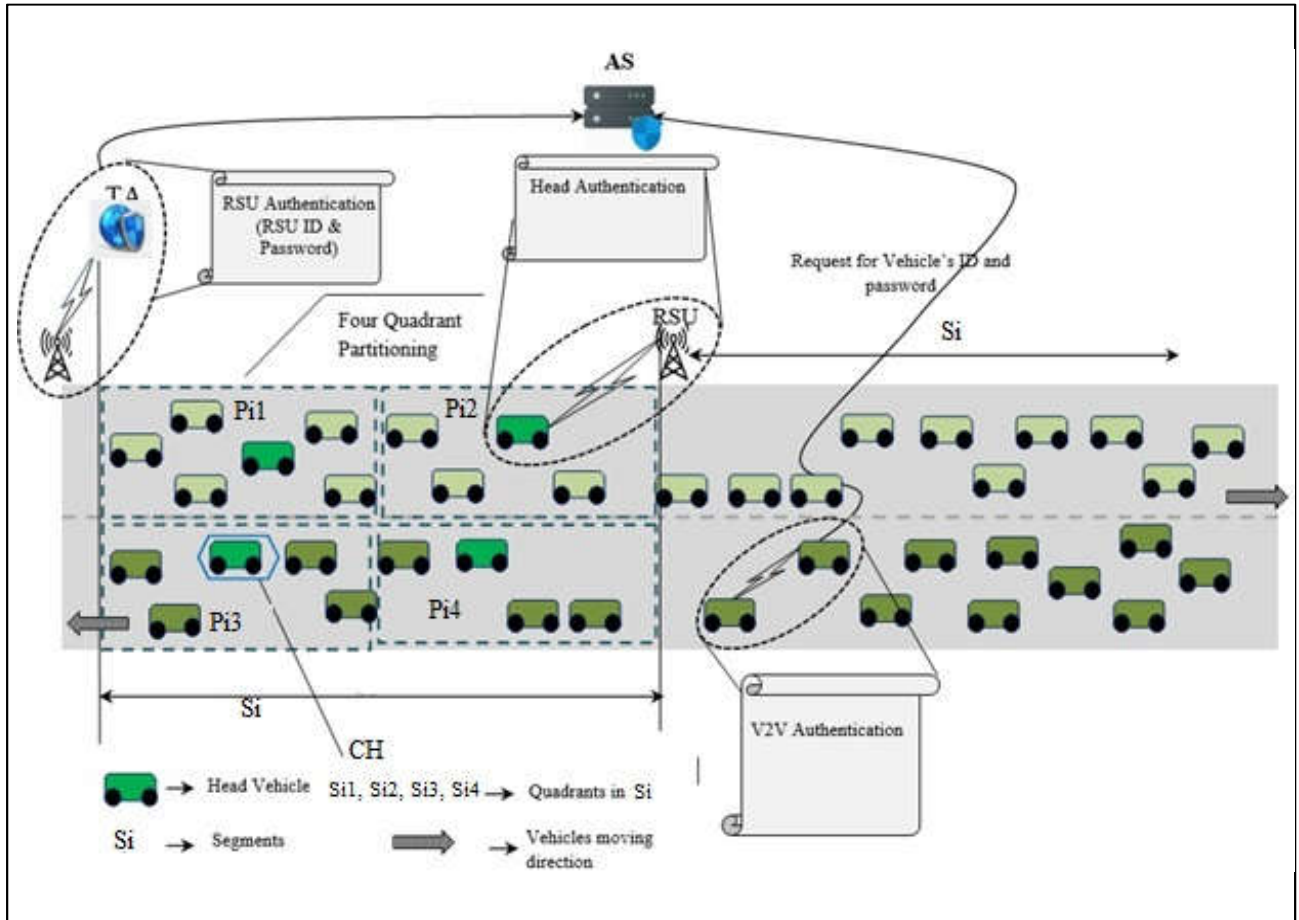 AS
TA
RSU Authentication
(RSU ID &
Password)
Head Authentication
Request for Vehicle's ID and
password
RSU
Si
Four Quadrant
Partitioning
Pi1
Pi2
Pi3
Pi4
Si
CH
V2V Authentication
Head Vehicle
Si1, Si2, Si3, Si4
Quadrants in Si
Si
Segments
Vehicles moving
direction